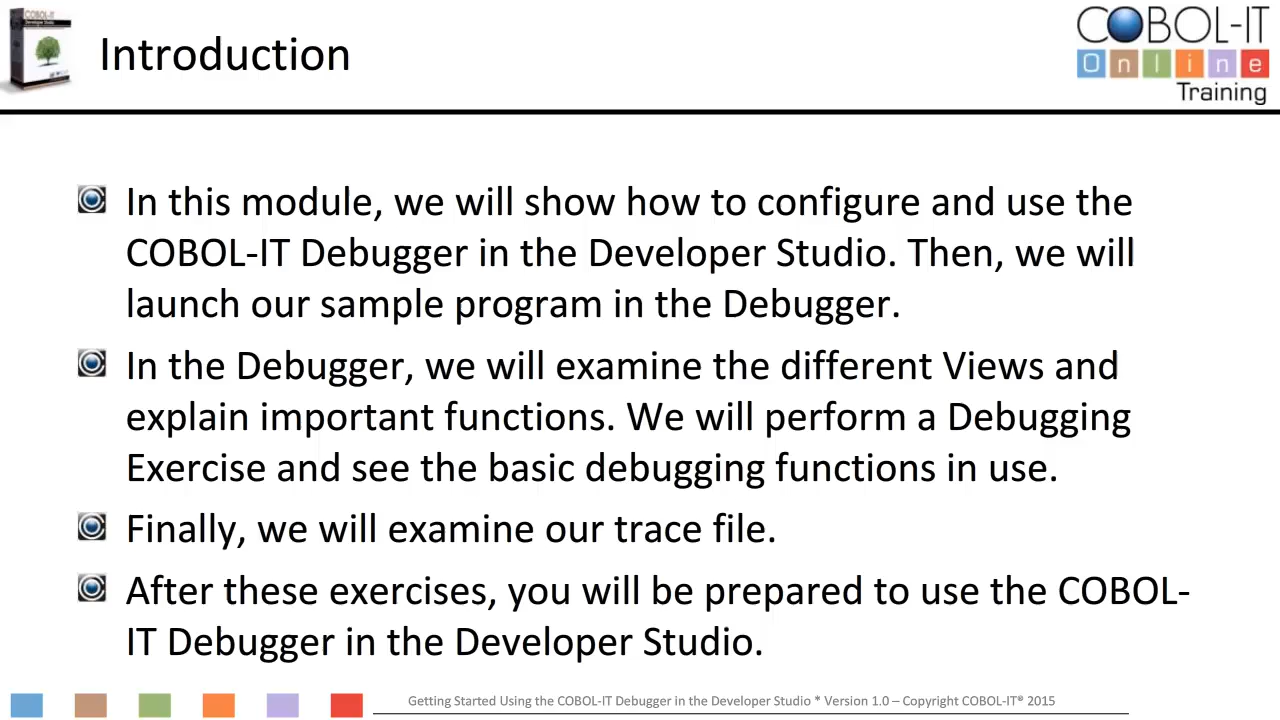 Introduction
COBOL-IT
Online
Training
In this module, we will show how to configure and use the
COBOL-IT Debugger in the Developer Studio. Then, we will
launch our sample program in the Debugger.
In the Debugger, we will examine the different Views and
explain important functions. We will perform a Debugging
Exercise and see the basic debugging functions in use.
Finally, we will examine our trace file.
After these exercises, you will be prepared to use the COBOL-
IT Debugger in the Developer Studio.
Getting Started Using the COBOL-IT Debugger in the Developer Studio * Version 1.0 – Copyright COBOL-IT® 2015